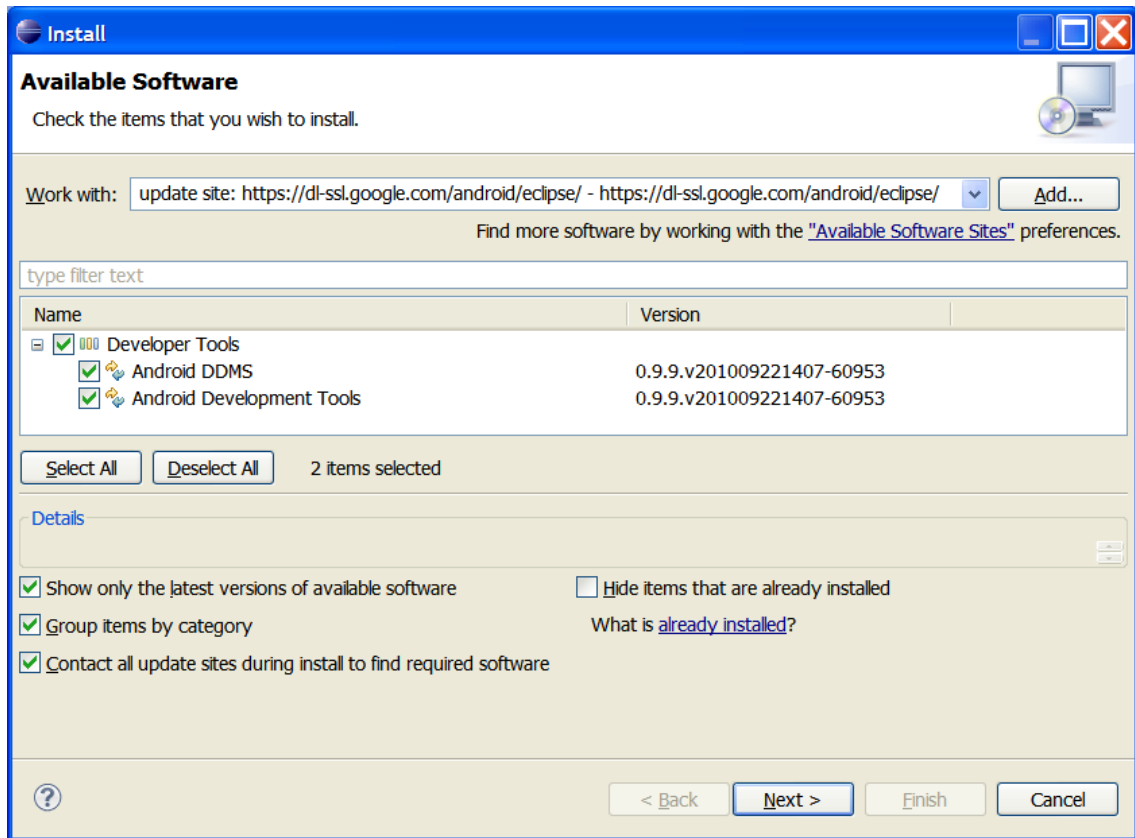 Install
Available Software
Check the items that you wish to install.
Work with: update site: https://dl-ssl.google.com/android/eclipse/ - https://dl-ssl.google.com/android/eclipse/ Add...
Find more software by working with the "Available Software Sites" preferences.
type filter text
Name Version
Developer Tools
Android DDMS 0.9.9.v201009221407-60953
Android Development Tools 0.9.9.v201009221407-60953
Select All Deselect All 2 items selected
Details
Show only the latest versions of available software Hide items that are already installed
Group items by category What is already installed?
Contact all update sites during install to find required software
? < Back Next > Finish Cancel